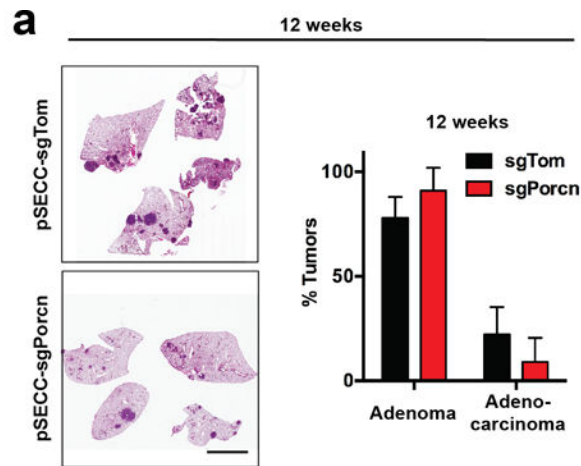 a
12 weeks
pSECC-sgTom
pSECC-sgPorcn
12 weeks
sgTom
sgPorcn
% Tumors
100
50
0
Adenoma
Adeno-
carcinoma